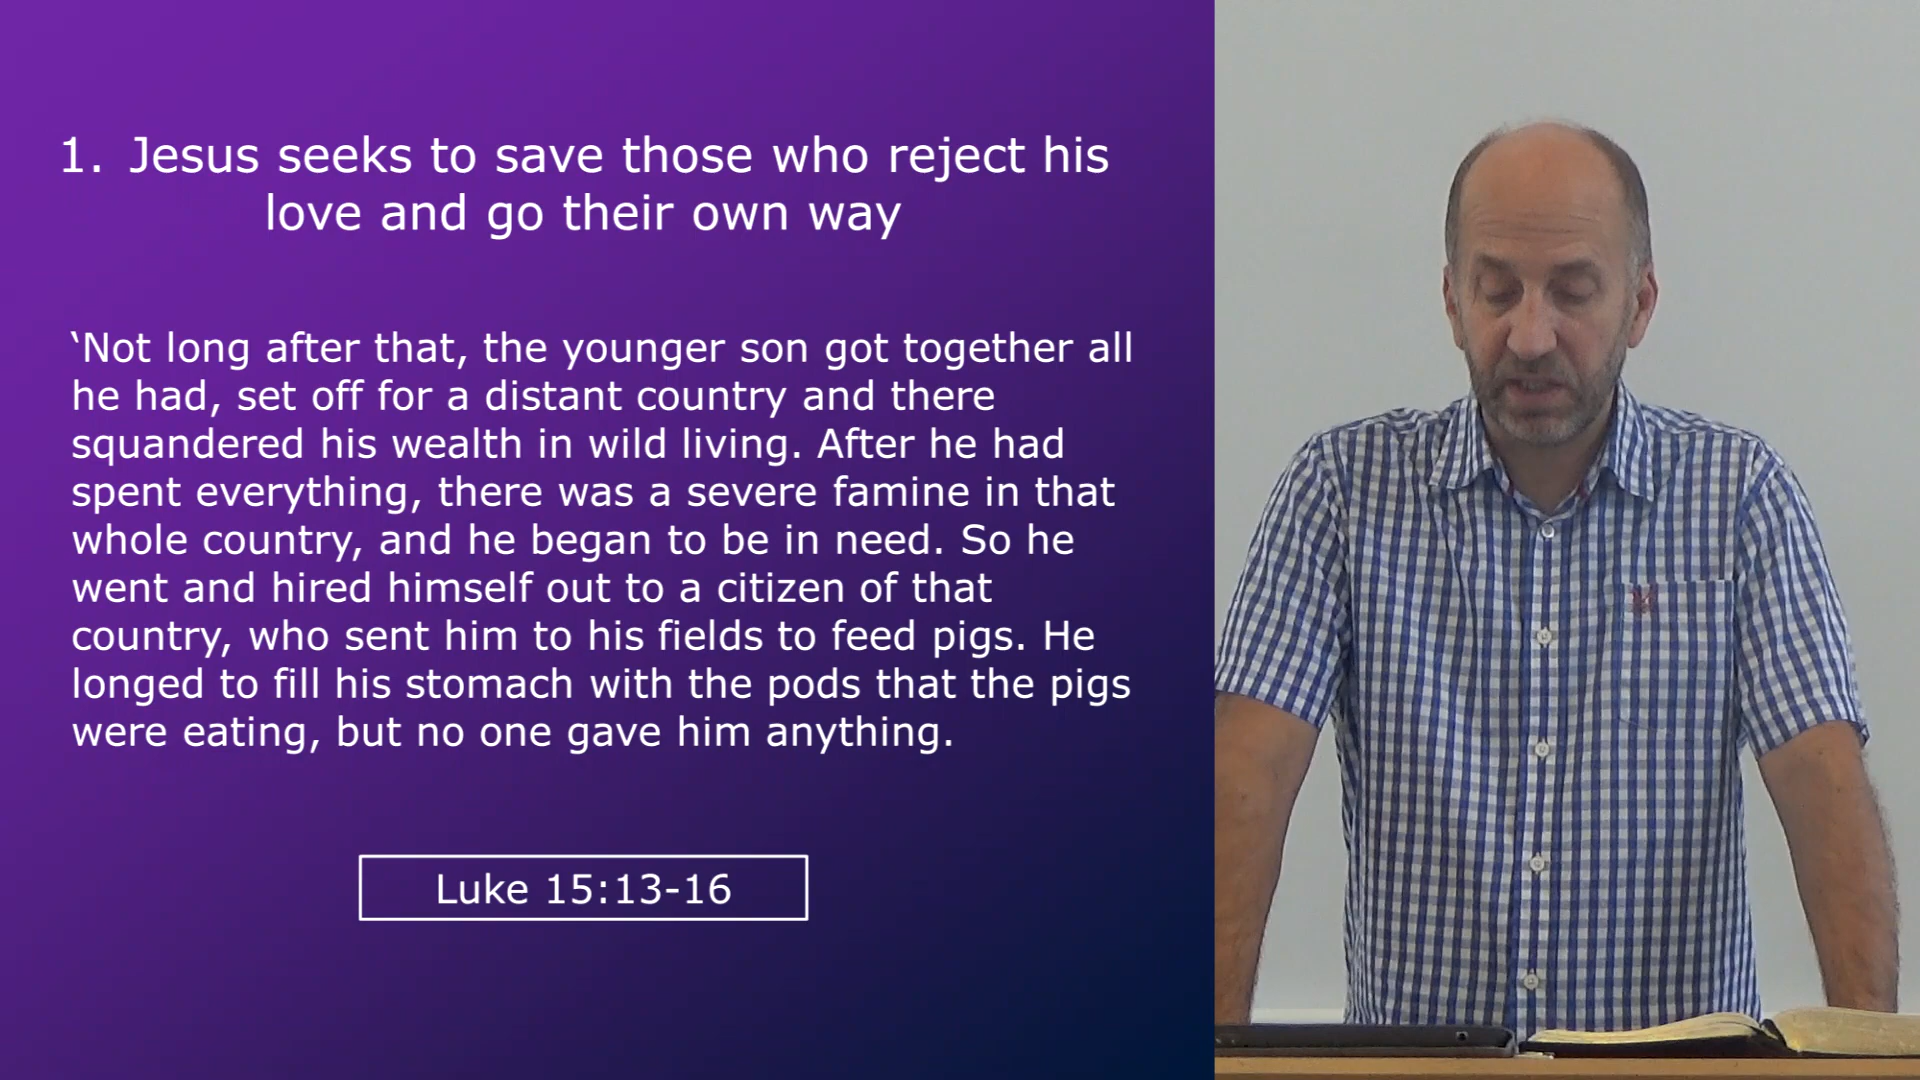 1. Jesus seeks to save those who reject his
love and go their own way
‘Not long after that, the younger son got together all
he had, set off for a distant country and there
squandered his wealth in wild living. After he had
spent everything, there was a severe famine in that
whole country, and he began to be in need. So he
went and hired himself out to a citizen of that
country, who sent him to his fields to feed pigs. He
longed to fill his stomach with the pods that the pigs
were eating, but no one gave him anything.
Luke 15:13-16